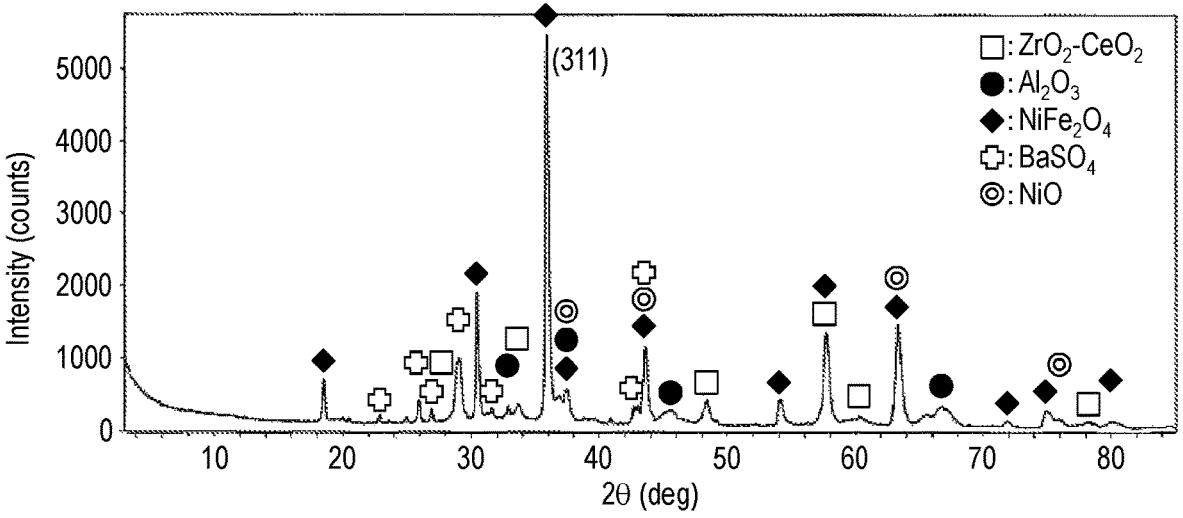 (311)
□: ZrO₂-CeO₂
●: Al₂O₃
◆: NiFe₂O₄
✚: BaSO₄
◎: NiO
Intensity (counts)
5000
4000
3000
2000
1000
0
10 20 30 40 50 60 70 80
2θ (deg)